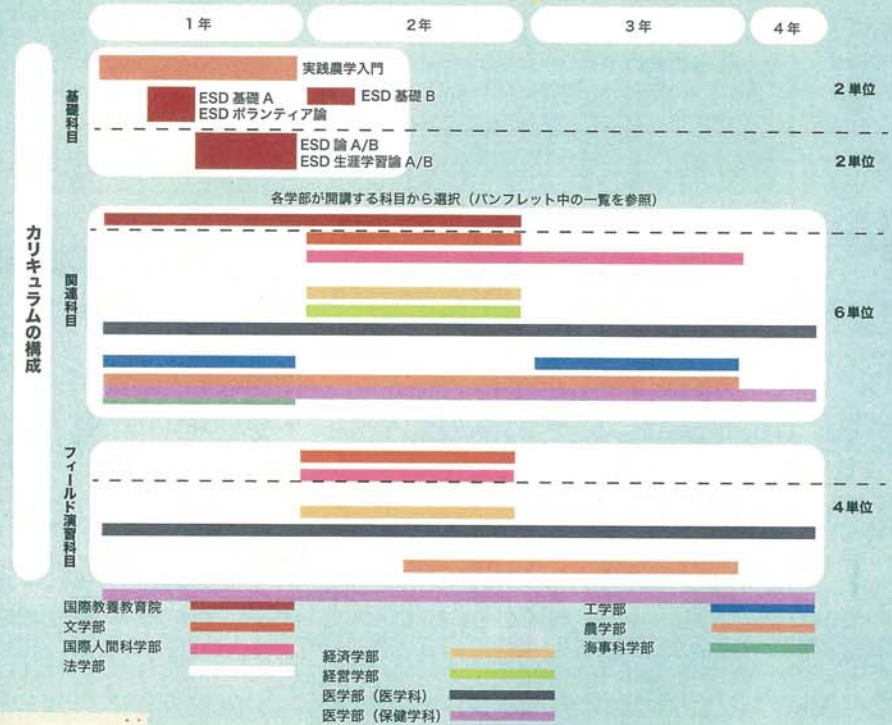 1年
2年
3年
4年
カリキュラムの構成
基礎科目
実践農学入門
ESD 基礎 A
ESD ボランティア論
ESD 基礎 B
2単位
ESD 論 A/B
ESD 生涯学習論 A/B
2単位
各学部が開講する科目から選択（パンフレット中の一覧を参照）
関連科目
6単位
フィールド演習科目
4単位
国際教養教育院
文学部
国際人間科学部
法学部
経済学部
経営学部
医学部（医学科）
医学部（保健学科）
工学部
農学部
海事科学部